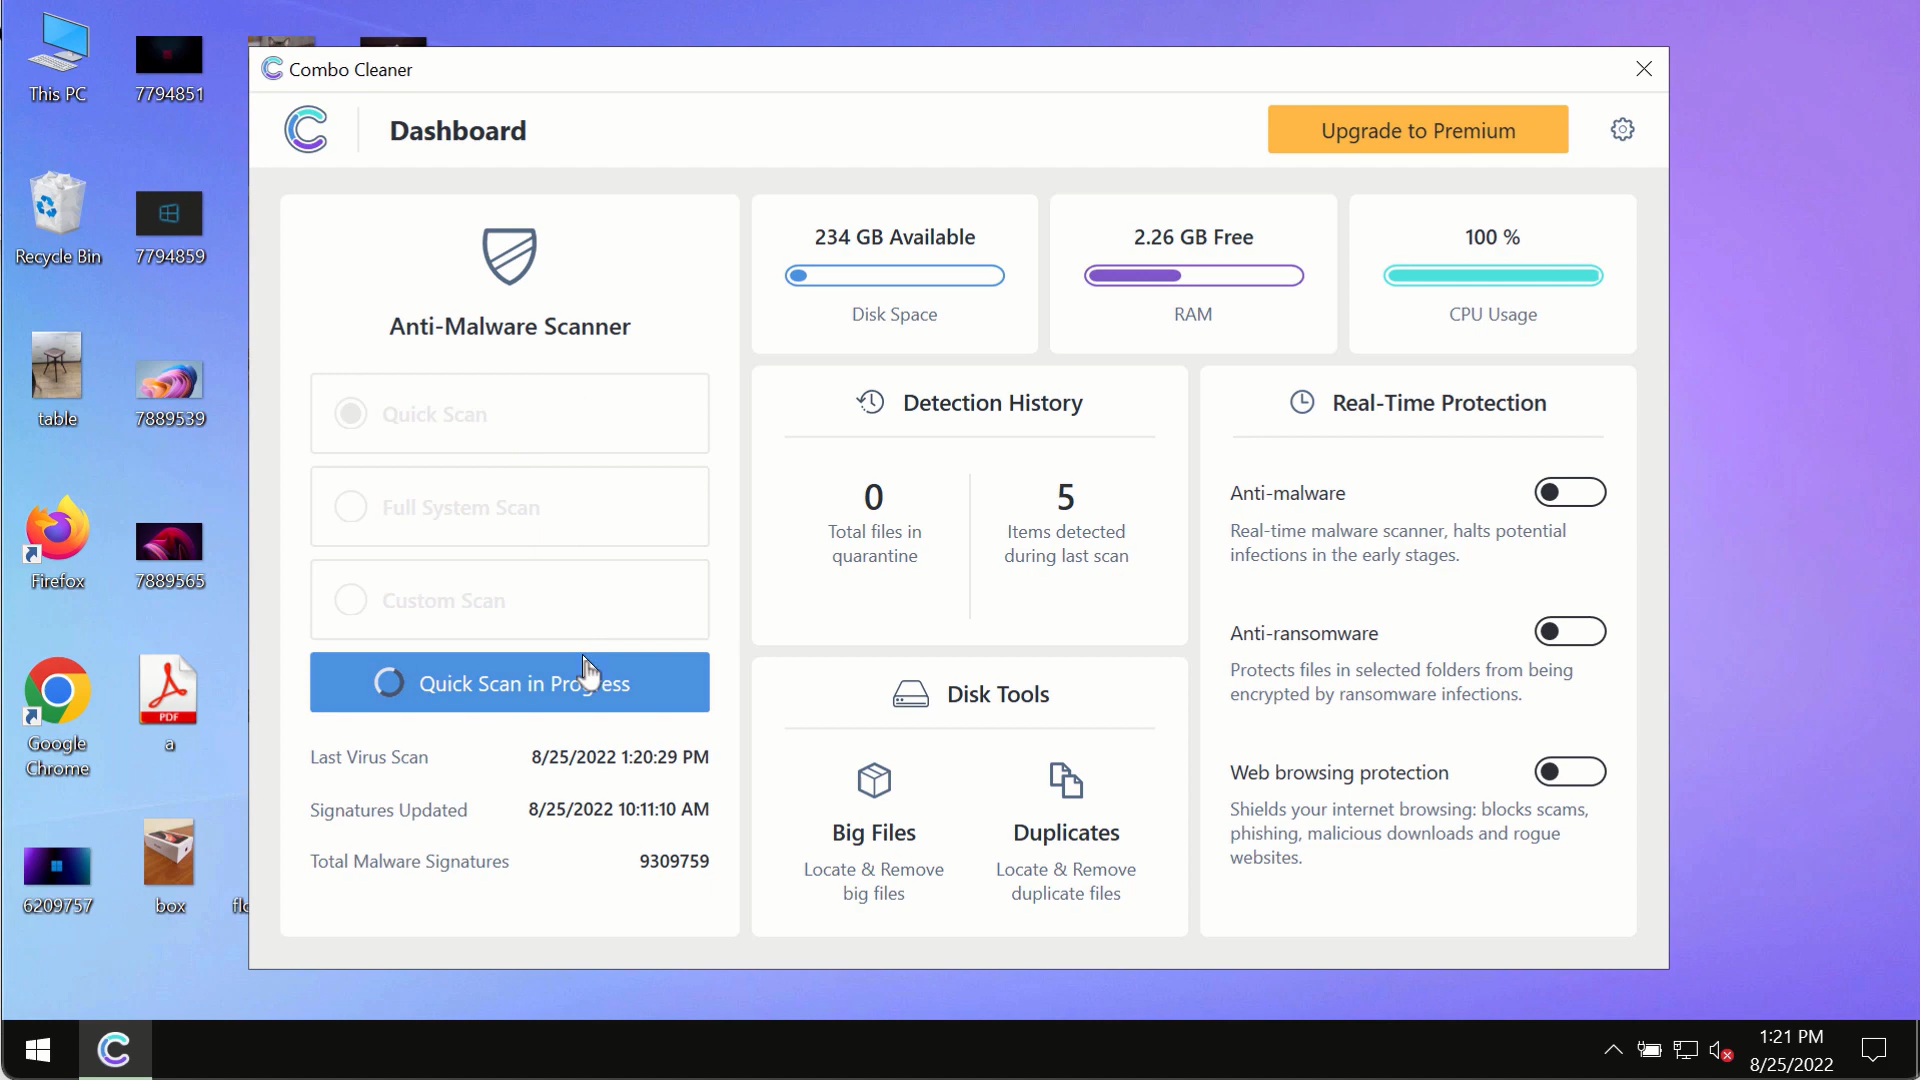 This PC
7794851
Recycle Bin
7794859
table
7889539
Firefox
7889565
Google
Chrome
PDF
a
6209757
box
Combo Cleaner
Dashboard
Upgrade to Premium
Anti-Malware Scanner
Quick Scan
Full System Scan
Custom Scan
Quick Scan in Progress
Last Virus Scan 8/25/2022 1:20:29 PM
Signatures Updated 8/25/2022 10:11:10 AM
Total Malware Signatures 9309759
234 GB Available
Disk Space
2.26 GB Free
RAM
100 %
CPU Usage
Detection History
0
Total files in
quarantine
5
Items detected
during last scan
Disk Tools
Big Files
Locate & Remove
big files
Duplicates
Locate & Remove
duplicate files
Real-Time Protection
Anti-malware
Real-time malware scanner, halts potential
infections in the early stages.
Anti-ransomware
Protects files in selected folders from being
encrypted by ransomware infections.
Web browsing protection
Shields your internet browsing: blocks scams,
phishing, malicious downloads and rogue
websites.
1:21 PM
8/25/2022